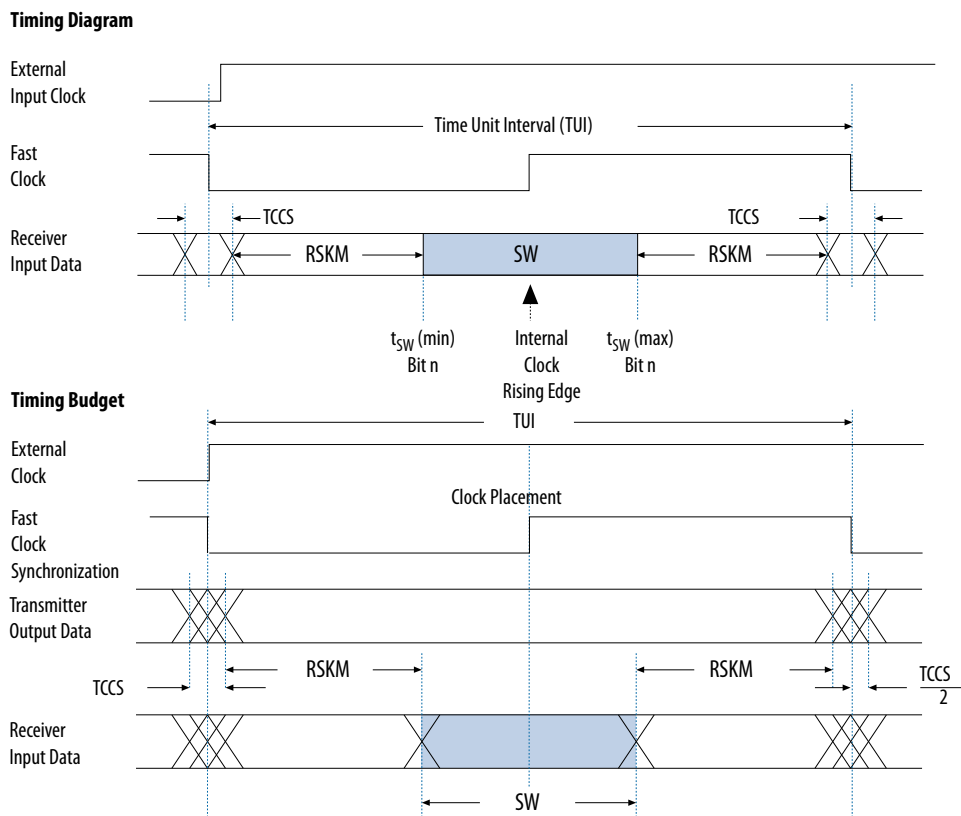 Timing Diagram
External
Input Clock
Time Unit Interval (TUI)
Fast
Clock
TCCS
TCCS
Receiver
Input Data
RSKM
SW
RSKM
t_SW (min)
Bit n
Internal
Clock
Rising Edge
t_SW (max)
Bit n
Timing Budget
TUI
External
Clock
Clock Placement
Fast
Clock
Synchronization
Transmitter
Output Data
RSKM
RSKM
TCCS
TCCS
2
Receiver
Input Data
SW